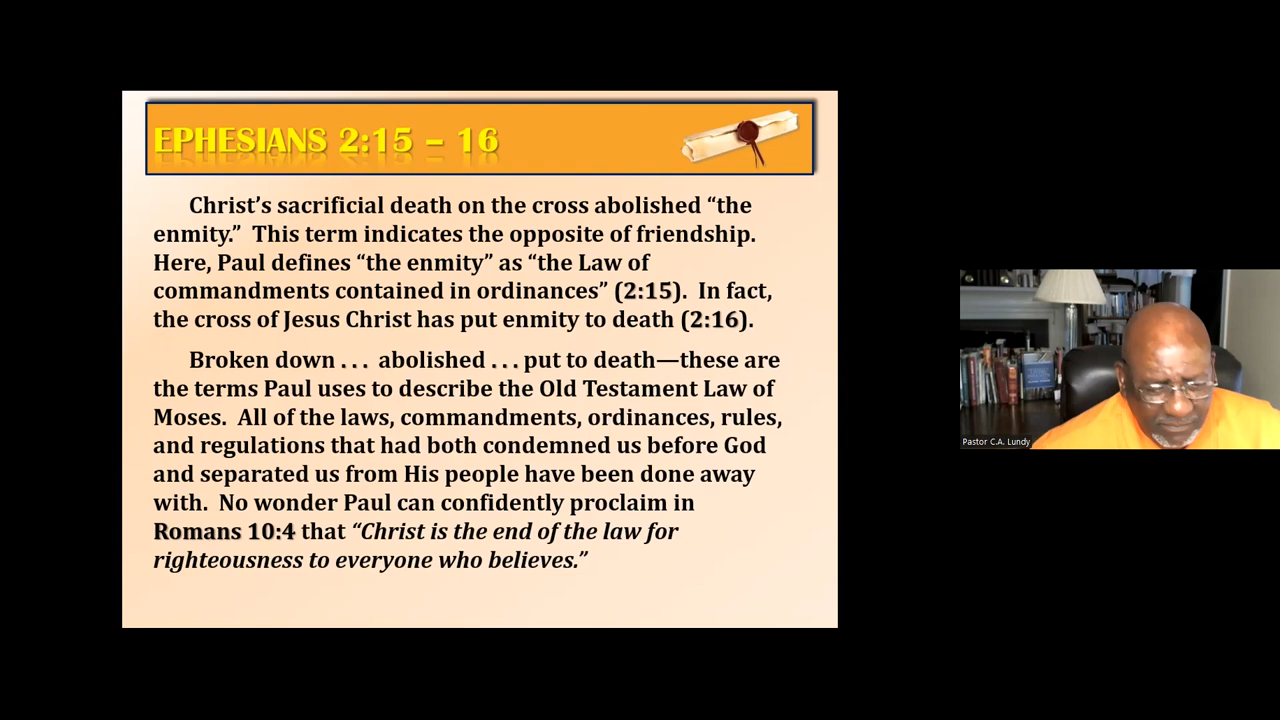 EPHESIANS 2:15 – 16
Christ’s sacrificial death on the cross abolished “the
enmity.”  This term indicates the opposite of friendship.
Here, Paul defines “the enmity” as “the Law of
commandments contained in ordinances” (2:15).  In fact,
the cross of Jesus Christ has put enmity to death (2:16).
Broken down . . .  abolished . . . put to death—these are
the terms Paul uses to describe the Old Testament Law of
Moses.  All of the laws, commandments, ordinances, rules,
and regulations that had both condemned us before God
and separated us from His people have been done away
with.  No wonder Paul can confidently proclaim in
Romans 10:4 that “Christ is the end of the law for
righteousness to everyone who believes.”
Pastor C.A. Lundy